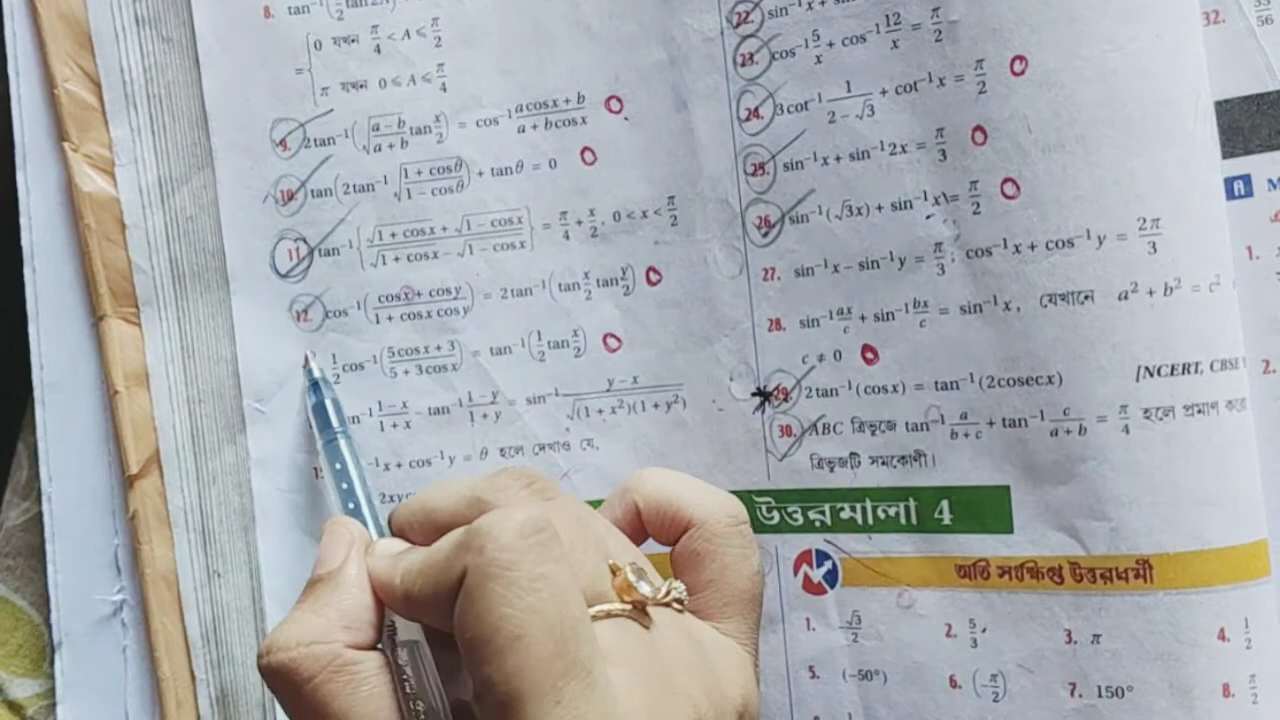 8. tan⁻¹(
= { 0 যখন π/4 < A ⩽ π/2
π যখন 0 ⩽ A ⩽ π/4
9. 2tan⁻¹(√((a − b)/(a + b)) tan x/2) = cos⁻¹ (a cosx + b)/(a + b cosx)
10. tan(2tan⁻¹ √((1 + cosθ)/(1 − cosθ))) + tanθ = 0
11. tan⁻¹{(√(1 + cosx) + √(1 − cosx))/(√(1 + cosx) − √(1 − cosx))} = π/4 + x/2, 0 < x < π/2
12. cos⁻¹((cosx + cosy)/(1 + cosx cosy)) = 2tan⁻¹(tan x/2 tan y/2)
1/2 cos⁻¹((5cosx + 3)/(5 + 3cosx)) = tan⁻¹(1/2 tan x/2)
n⁻¹ (1 − x)/(1 + x) − tan⁻¹ (1 − y)/(1 + y) = sin⁻¹ (y − x)/√((1 + x²)(1 + y²))
⁻¹x + cos⁻¹y = θ হলে দেখাও যে,
2xy
22. sin⁻¹x +
23. cos⁻¹ 5/x + cos⁻¹ 12/x = π/2
24. 3cot⁻¹ 1/(2 − √3) + cot⁻¹x = π/2
25. sin⁻¹x + sin⁻¹2x = π/3
26. sin⁻¹(√3x) + sin⁻¹x = π/2
27. sin⁻¹x − sin⁻¹y = π/3; cos⁻¹x + cos⁻¹y = 2π/3
28. sin⁻¹ ax/c + sin⁻¹ bx/c = sin⁻¹x, যেখানে a² + b² = c²
c ≠ 0
29. 2tan⁻¹(cosx) = tan⁻¹(2cosecx) [NCERT, CBSE
30. ABC ত্রিভুজে tan⁻¹ a/(b + c) + tan⁻¹ c/(a + b) = π/4 হলে প্রমাণ
ত্রিভুজটি সমকোণী।
উত্তরমালা 4
অতি সংক্ষিপ্ত উত্তরধর্মী
1. −√3/2 2. 5/3 3. π 4. 1/2
5. (−50°) 6. (−π/2) 7. 150° 8. π/2
32. 33/56
A M
1.
2.